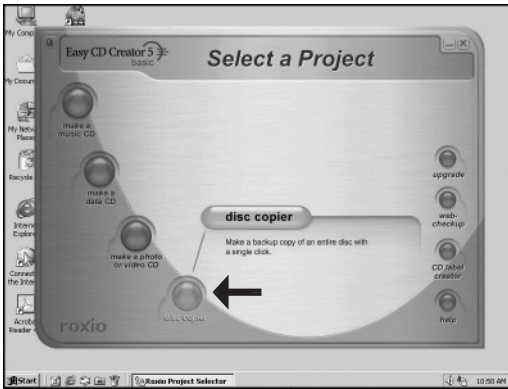 My Comp
Easy CD Creator 5
basic
Select a Project
My Docum
make a
music CD
My Netw
Places
upgrade
Recycle
make a
data CD
disc copier
web-
checkup
Interne
Explore
Make a backup copy of an entire disc with
a single click.
make a photo
or video CD
CD label
creator
Connect
the Inter
disc copier
help
Acroba
Reader 4
roxio
Start
Roxio Project Selector
10:50 AM